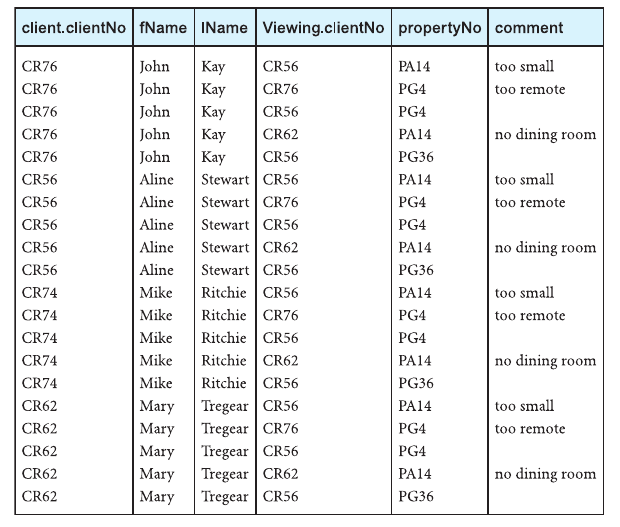 client.clientNo fName lName Viewing.clientNo propertyNo comment
CR76 John Kay CR56 PA14 too small
CR76 John Kay CR76 PG4 too remote
CR76 John Kay CR56 PG4
CR76 John Kay CR62 PA14 no dining room
CR76 John Kay CR56 PG36
CR56 Aline Stewart CR56 PA14 too small
CR56 Aline Stewart CR76 PG4 too remote
CR56 Aline Stewart CR56 PG4
CR56 Aline Stewart CR62 PA14 no dining room
CR56 Aline Stewart CR56 PG36
CR74 Mike Ritchie CR56 PA14 too small
CR74 Mike Ritchie CR76 PG4 too remote
CR74 Mike Ritchie CR56 PG4
CR74 Mike Ritchie CR62 PA14 no dining room
CR74 Mike Ritchie CR56 PG36
CR62 Mary Tregear CR56 PA14 too small
CR62 Mary Tregear CR76 PG4 too remote
CR62 Mary Tregear CR56 PG4
CR62 Mary Tregear CR62 PA14 no dining room
CR62 Mary Tregear CR56 PG36